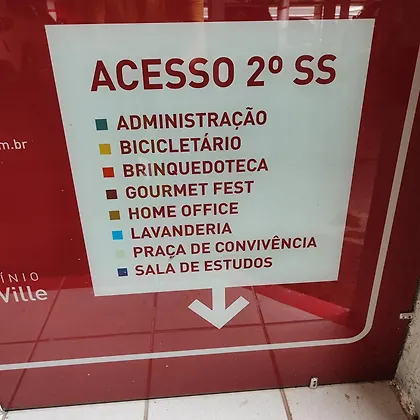 ACESSO 2º SS
ADMINISTRAÇÃO
BICICLETÁRIO
BRINQUEDOTECA
GOURMET FEST
HOME OFFICE
LAVANDERIA
PRAÇA DE CONVIVÊNCIA
SALA DE ESTUDOS
m.br
ÍNIO
Ville